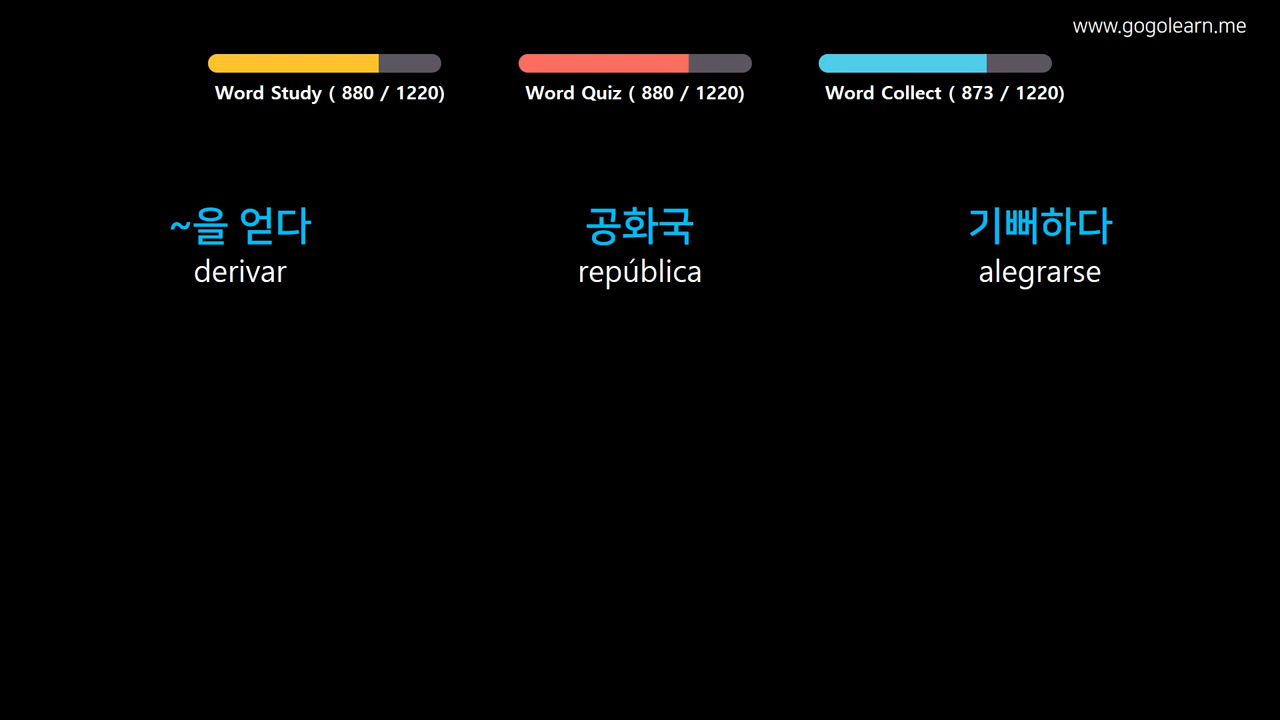 www.gogolearn.me
Word Study ( 880 / 1220)
Word Quiz ( 880 / 1220)
Word Collect ( 873 / 1220)
~을 얻다
derivar
공화국
república
기뻐하다
alegrarse